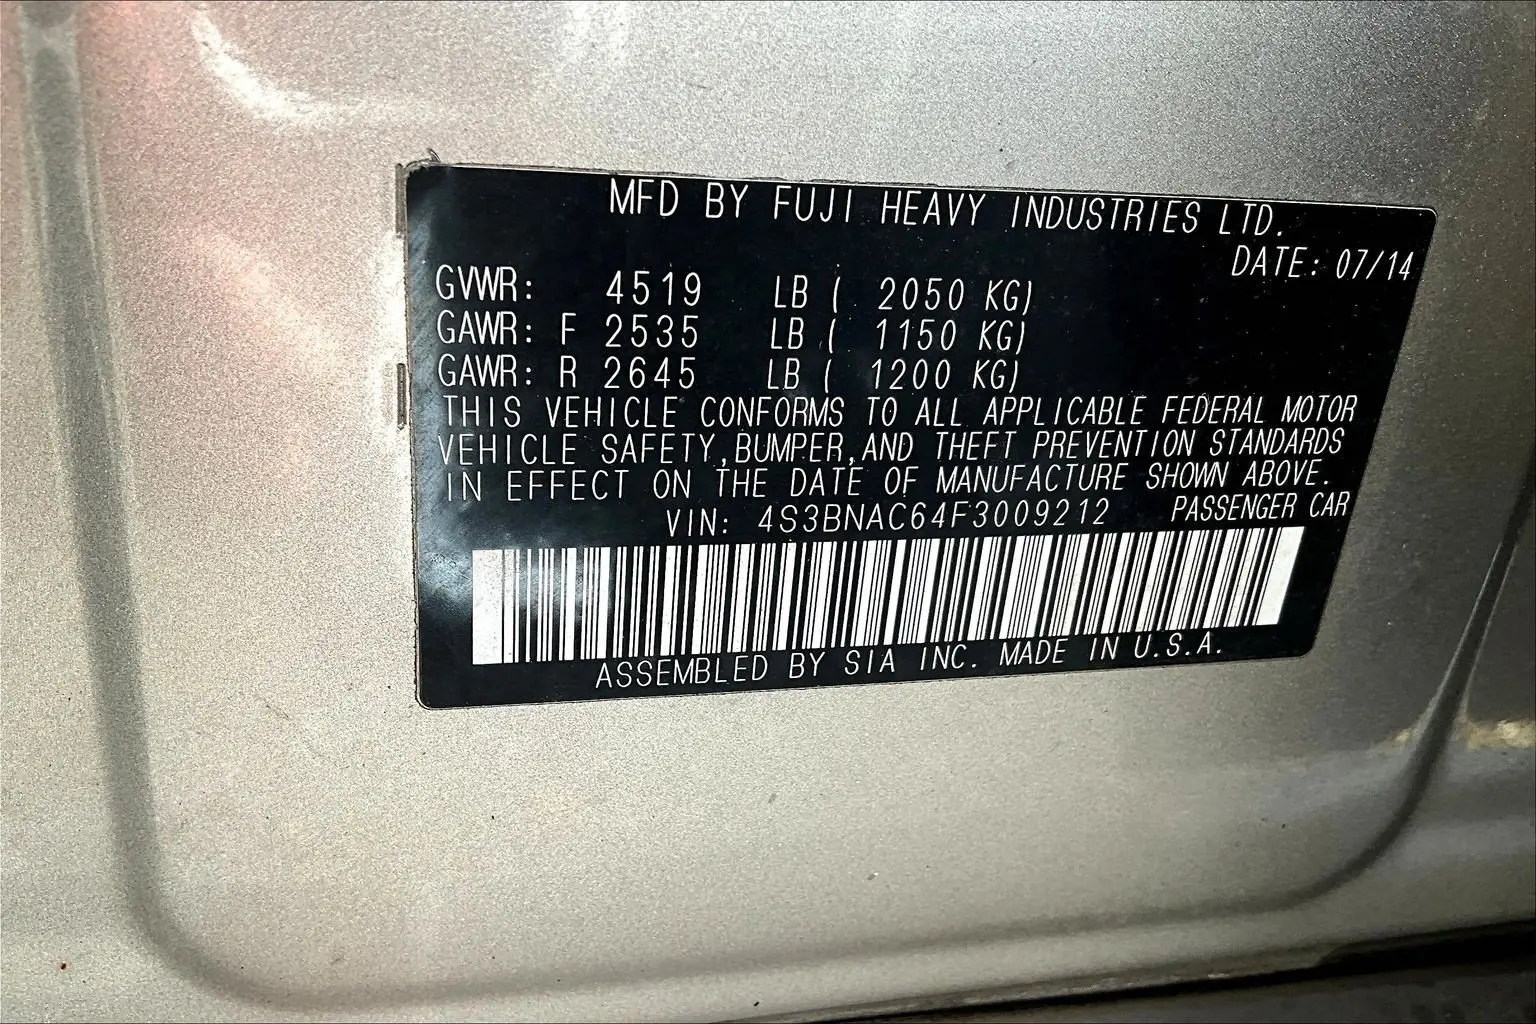 MFD BY FUJI HEAVY INDUSTRIES LTD.
DATE: 07/14
GVWR: 4519 LB ( 2050 KG)
GAWR: F 2535 LB ( 1150 KG)
GAWR: R 2645 LB ( 1200 KG)
THIS VEHICLE CONFORMS TO ALL APPLICABLE FEDERAL MOTOR
VEHICLE SAFETY,BUMPER,AND THEFT PREVENTION STANDARDS
IN EFFECT ON THE DATE OF MANUFACTURE SHOWN ABOVE.
VIN: 4S3BNAC64F3009212 PASSENGER CAR
ASSEMBLED BY SIA INC. MADE IN U.S.A.